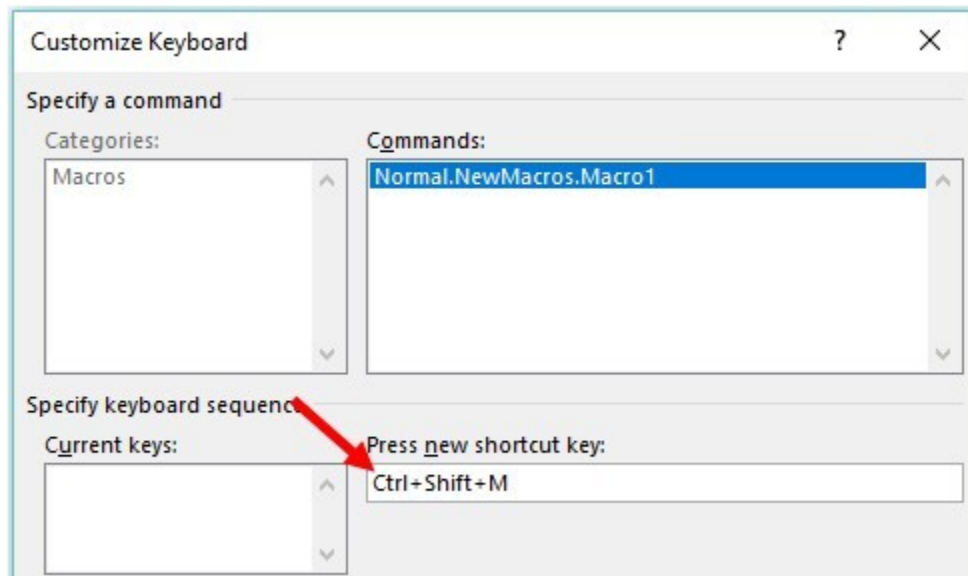 Customize Keyboard ? ×
Specify a command
Categories: Commands:
Macros Normal.NewMacros.Macro1
Specify keyboard sequence
Current keys: Press new shortcut key:
Ctrl+Shift+M